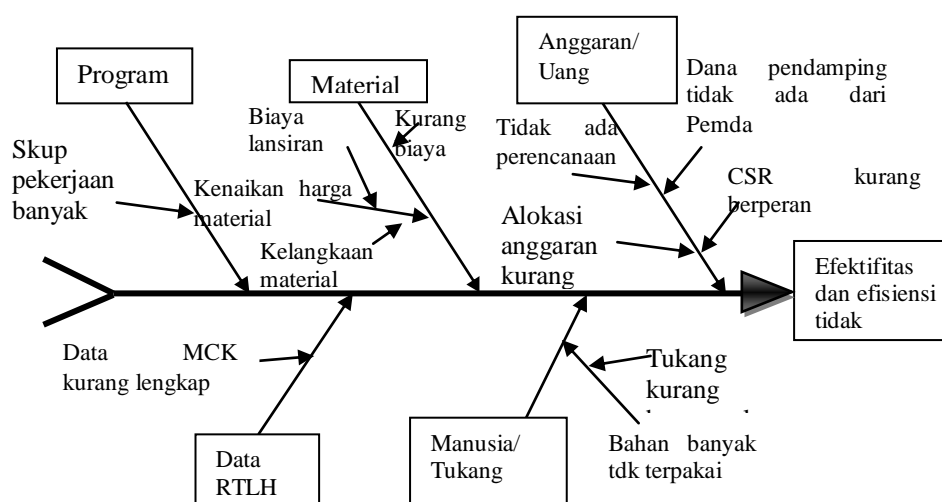 Program
Material
Anggaran/
Uang
Dana pendamping
tidak ada dari
Pemda
Biaya
lansiran
Kurang
biaya
Tidak ada
perencanaan
Skup
pekerjaan
banyak
Kenaikan harga
material
CSR kurang
berperan
Kelangkaan
material
Alokasi
anggaran
kurang
Efektifitas
dan efisiensi
tidak
Data MCK
kurang lengkap
Tukang
kurang
Data
RTLH
Manusia/
Tukang
Bahan banyak
tdk terpakai